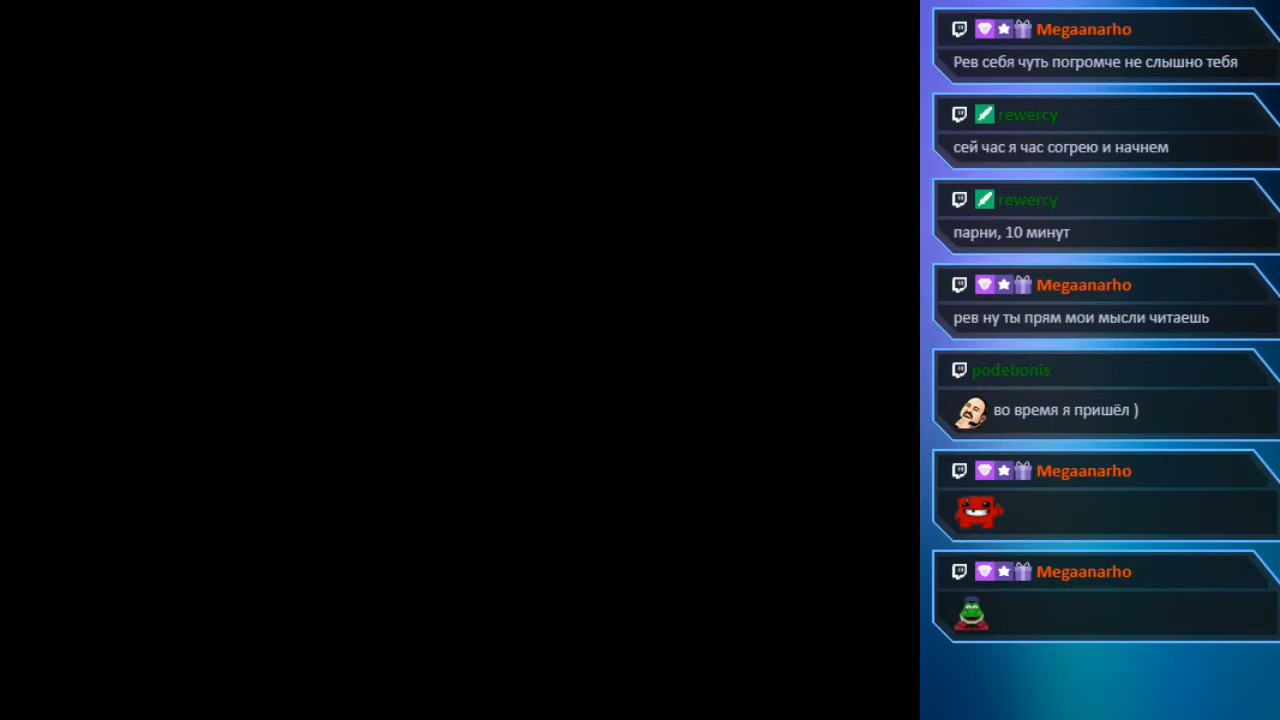 Megaanarho
Рев себя чуть погромче не слышно тебя
rewercy
сей час я час согрею и начнем
rewercy
парни, 10 минут
Megaanarho
рев ну ты прям мои мысли читаешь
podebonis
во время я пришёл )
Megaanarho
Megaanarho